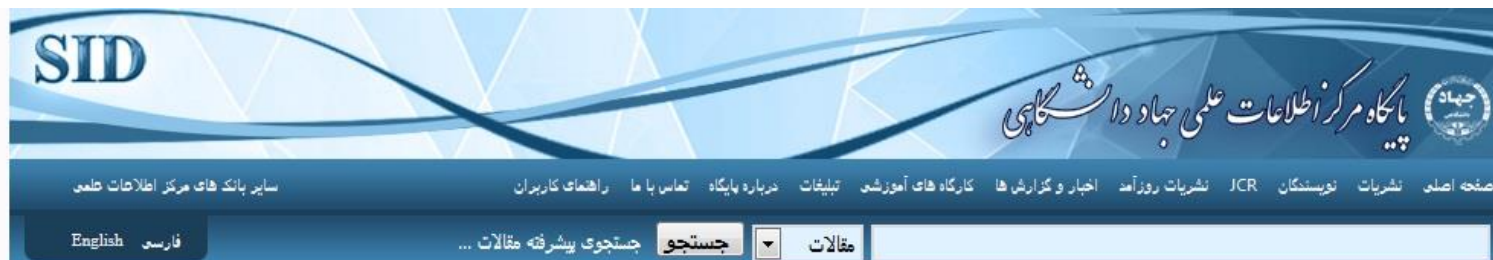 SID
پایگاه مرکز اطلاعات علمی جهاد دانشگاهی
جهاد
صفحه اصلی نشریات نویسندگان JCR نشریات روزآمد اخبار و گزارش ها کارگاه های آموزشی تبلیغات درباره پایگاه تماس با ما راهنمای کاربران سایر بانک های مرکز اطلاعات علمی
مقالات جستجو جستجوی پیشرفته مقالات ... فارسی English